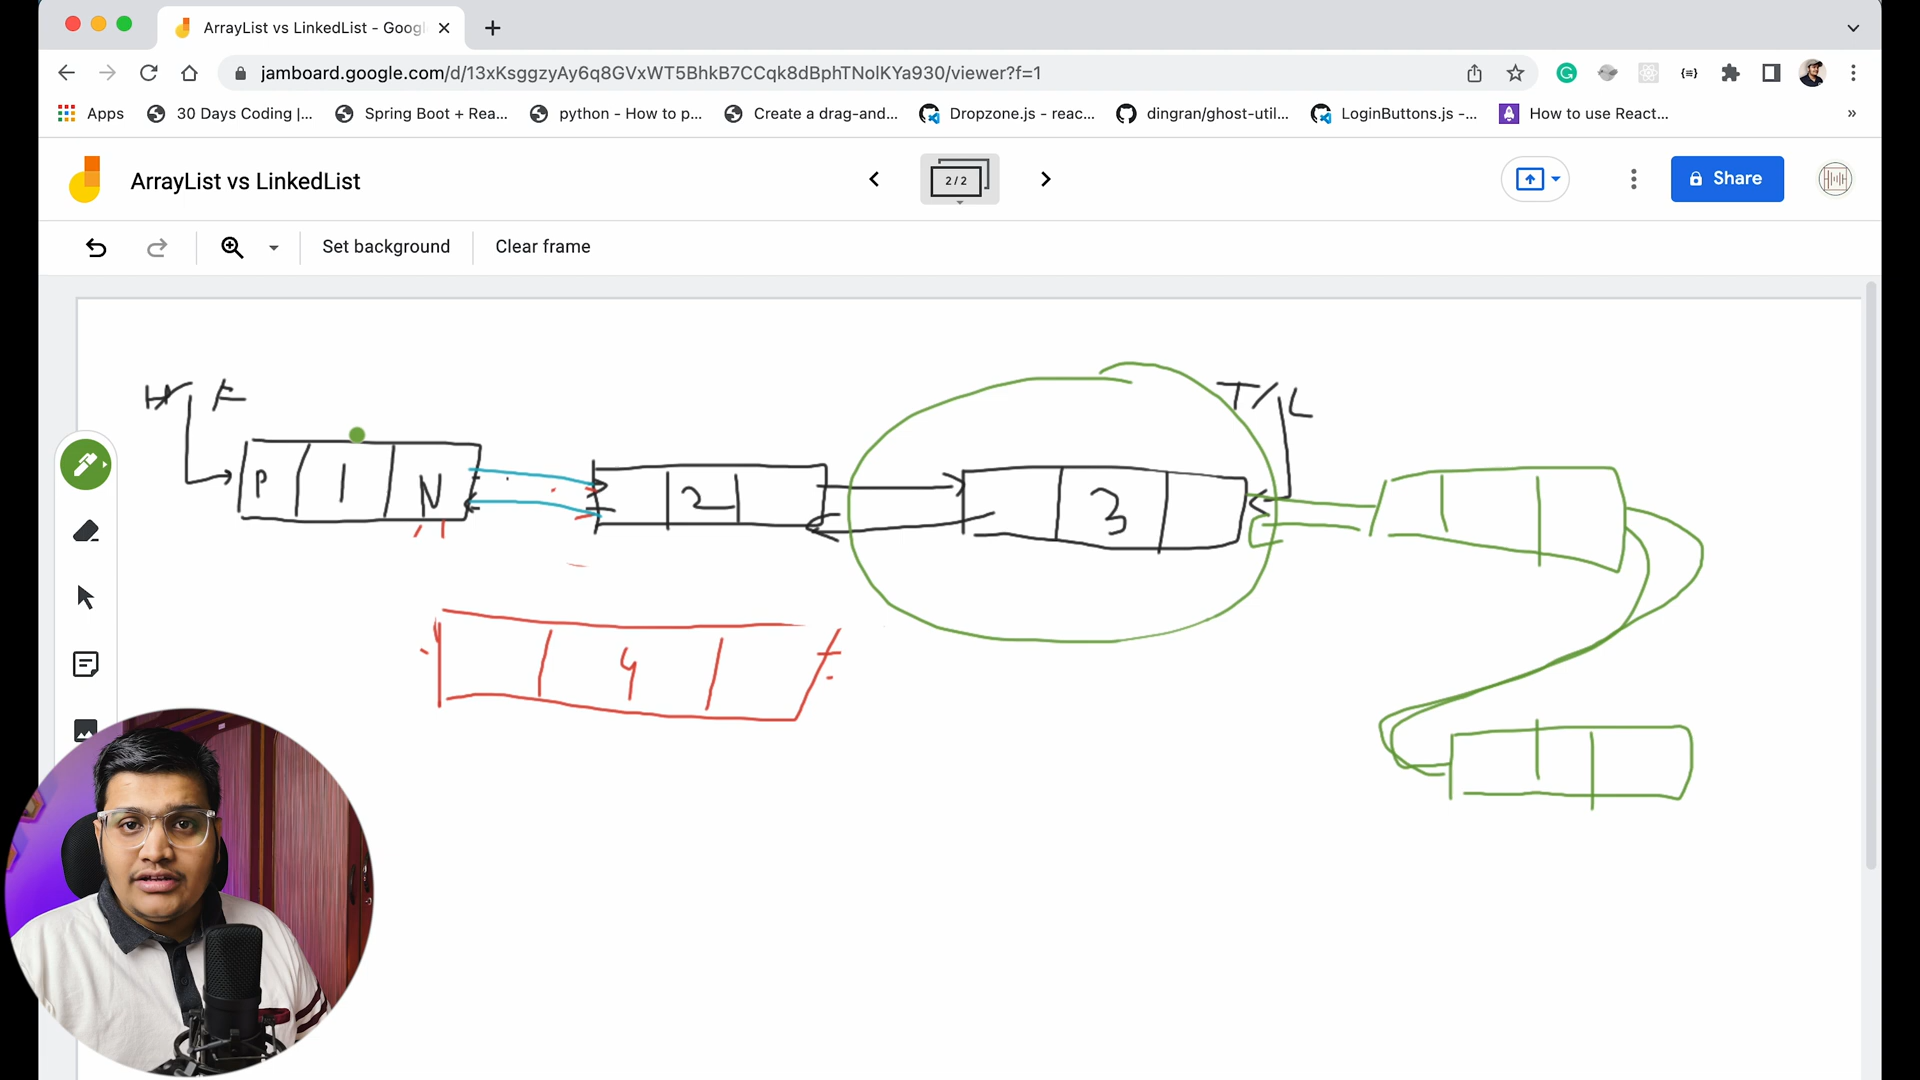 ArrayList vs LinkedList - Goog
jamboard.google.com/d/13xKsggzyAy6q8GVxWT5BhkB7CCqk8dBphTNolKYa930/viewer?f=1
Apps 30 Days Coding |... Spring Boot + Rea... python - How to p... Create a drag-and... Dropzone.js - reac... dingran/ghost-util... LoginButtons.js -... How to use React... »
ArrayList vs LinkedList
2 / 2
Share
Set background
Clear frame
T/L
P 1 N
2
3
4